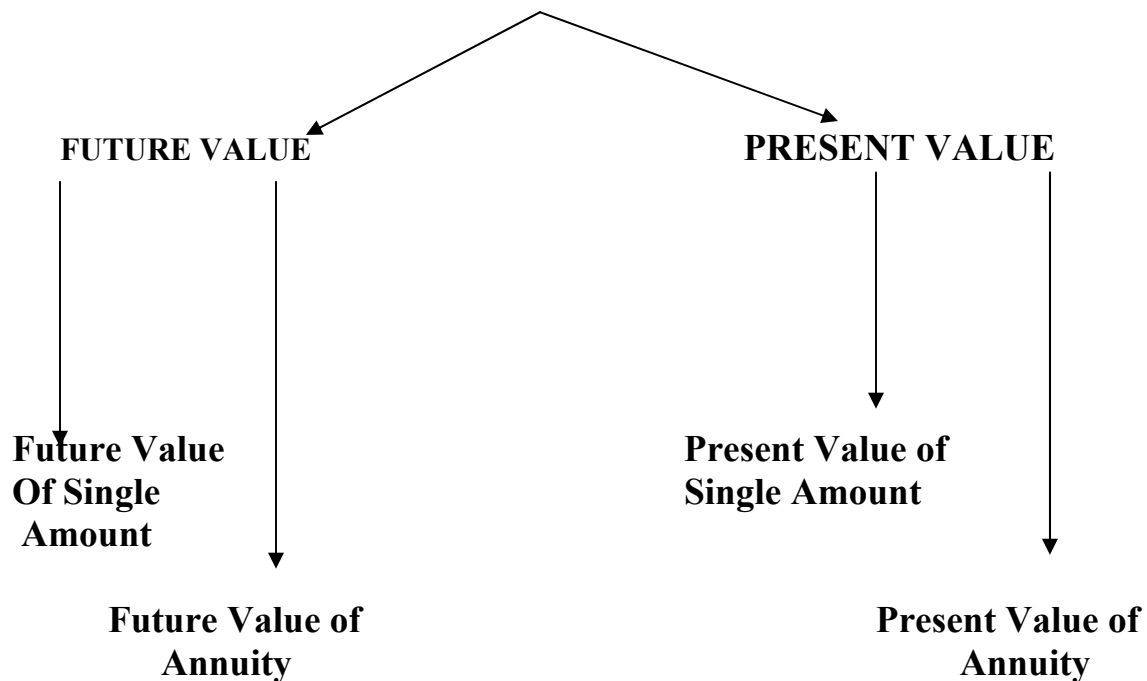 FUTURE VALUE
PRESENT VALUE
Future Value
Of Single
Amount
Present Value of
Single Amount
Future Value of
Annuity
Present Value of
Annuity